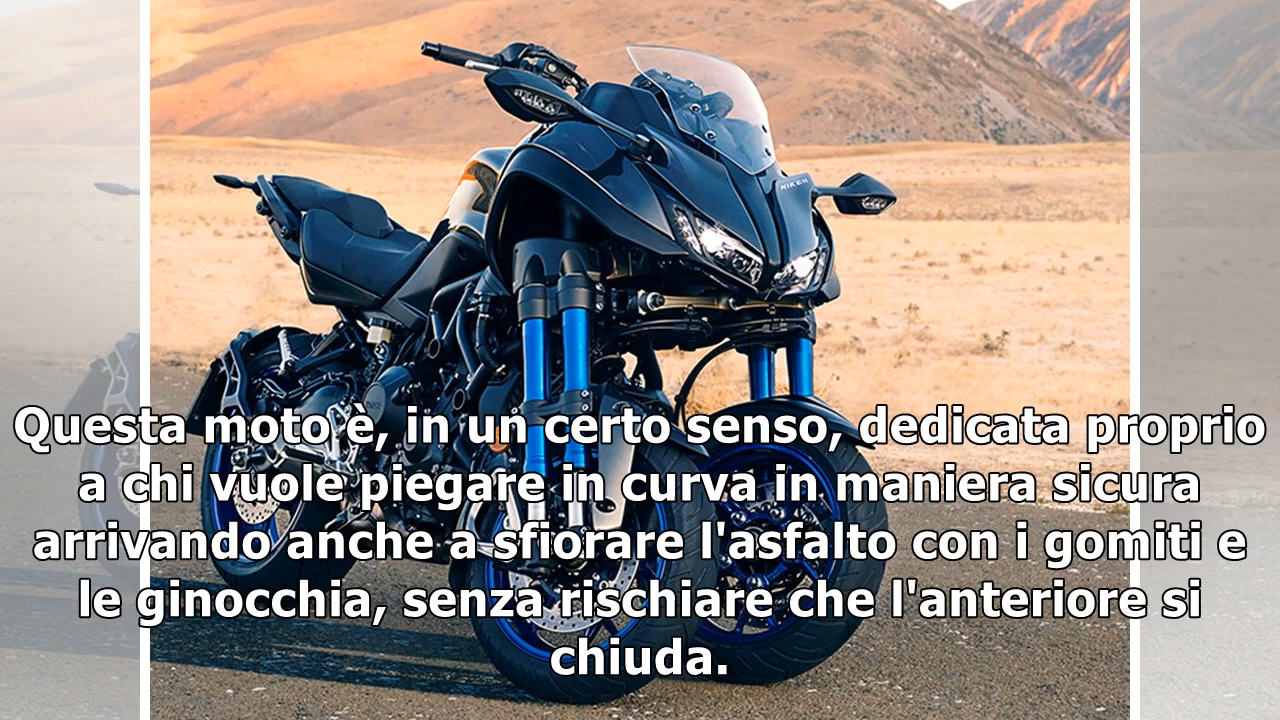 NIKEN
Questa moto è, in un certo senso, dedicata proprio
a chi vuole piegare in curva in maniera sicura
arrivando anche a sfiorare l'asfalto con i gomiti e
le ginocchia, senza rischiare che l'anteriore si
chiuda.